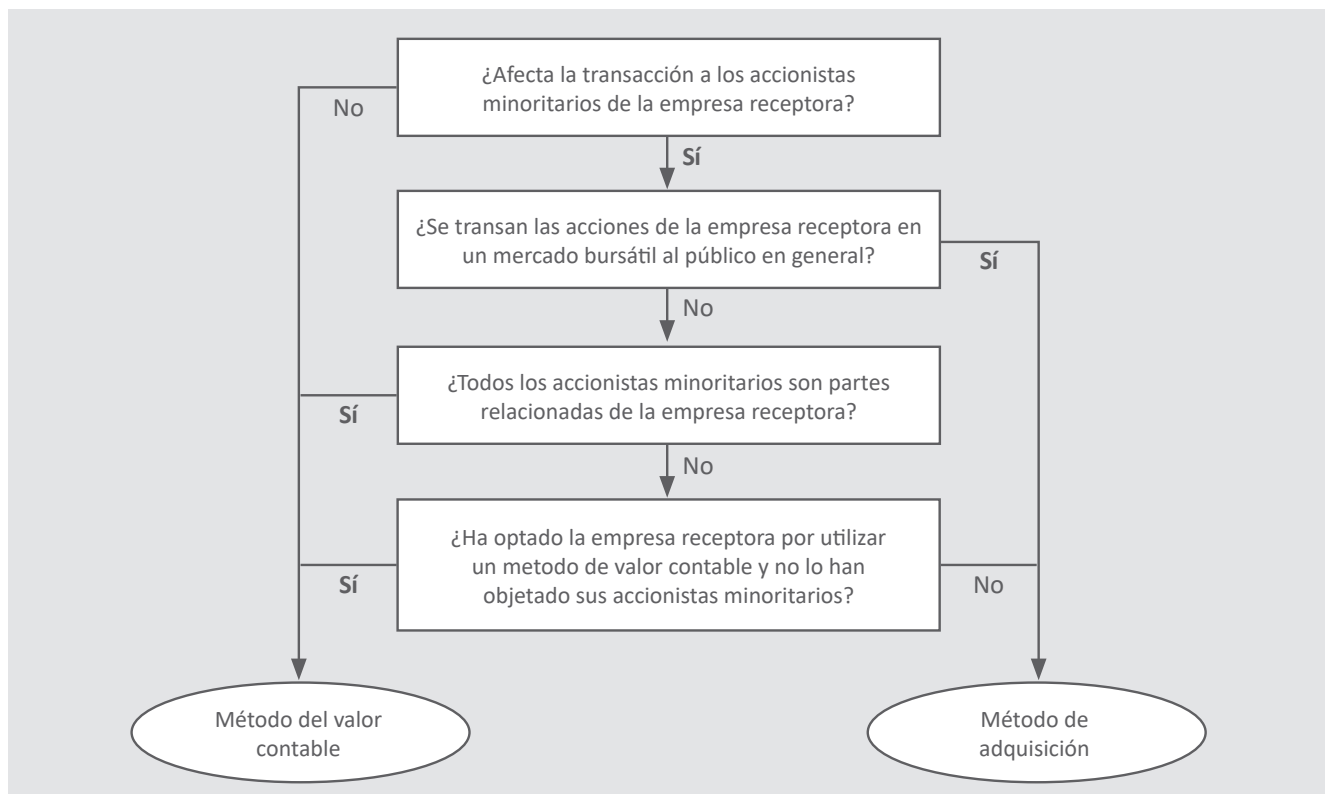 ¿Afecta la transacción a los accionistas
minoritarios de la empresa receptora?
No
Sí
¿Se transan las acciones de la empresa receptora en
un mercado bursátil al público en general?
Sí
No
¿Todos los accionistas minoritarios son partes
relacionadas de la empresa receptora?
Sí
No
¿Ha optado la empresa receptora por utilizar
un metodo de valor contable y no lo han
objetado sus accionistas minoritarios?
Sí
No
Método del valor
contable
Método de
adquisición